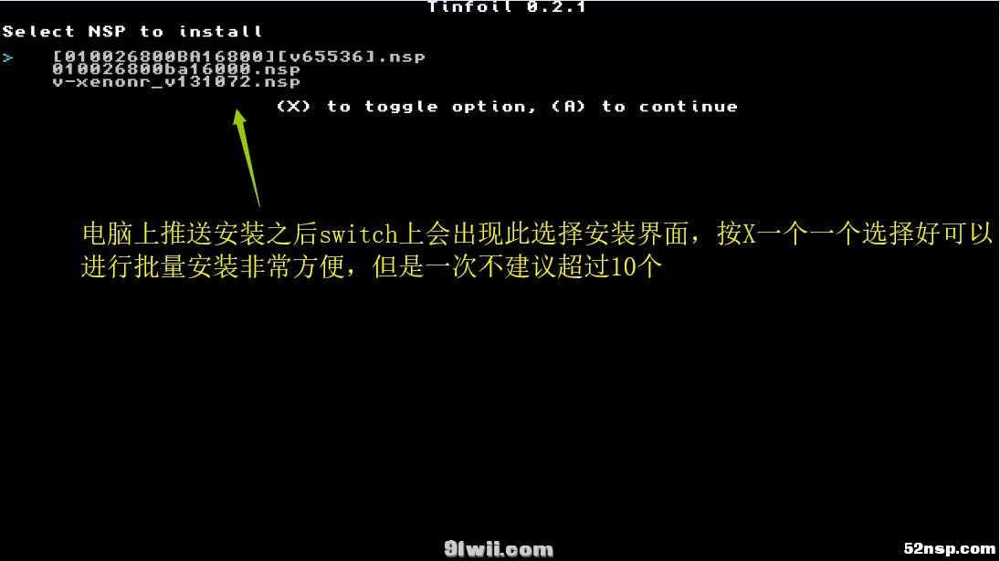 Tinfoil 0.2.1
Select NSP to install
> [010026800BA16800][v65536].nsp
010026800ba16000.nsp
v-xenonr_v131072.nsp
(X) to toggle option, (A) to continue
电脑上推送安装之后switch上会出现此选择安装界面，按X一个一个选择好可以
进行批量安装非常方便，但是一次不建议超过10个
91wii.com
52nsp.com